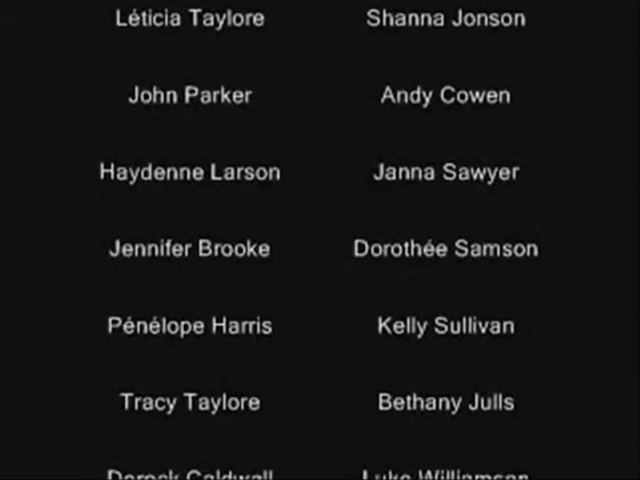 Léticia Taylore Shanna Jonson
John Parker Andy Cowen
Haydenne Larson Janna Sawyer
Jennifer Brooke Dorothée Samson
Pénélope Harris Kelly Sullivan
Tracy Taylore Bethany Julls